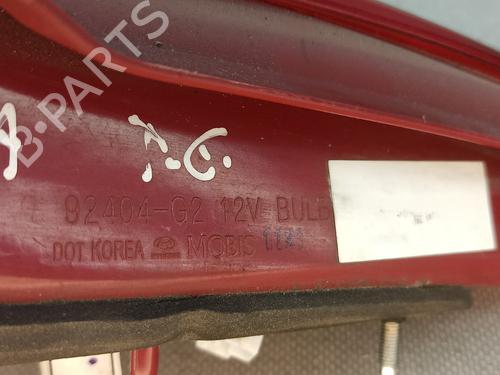 B-PARTS
A-C.
92404-G2 12V BULB
DOT KOREA MOBIS